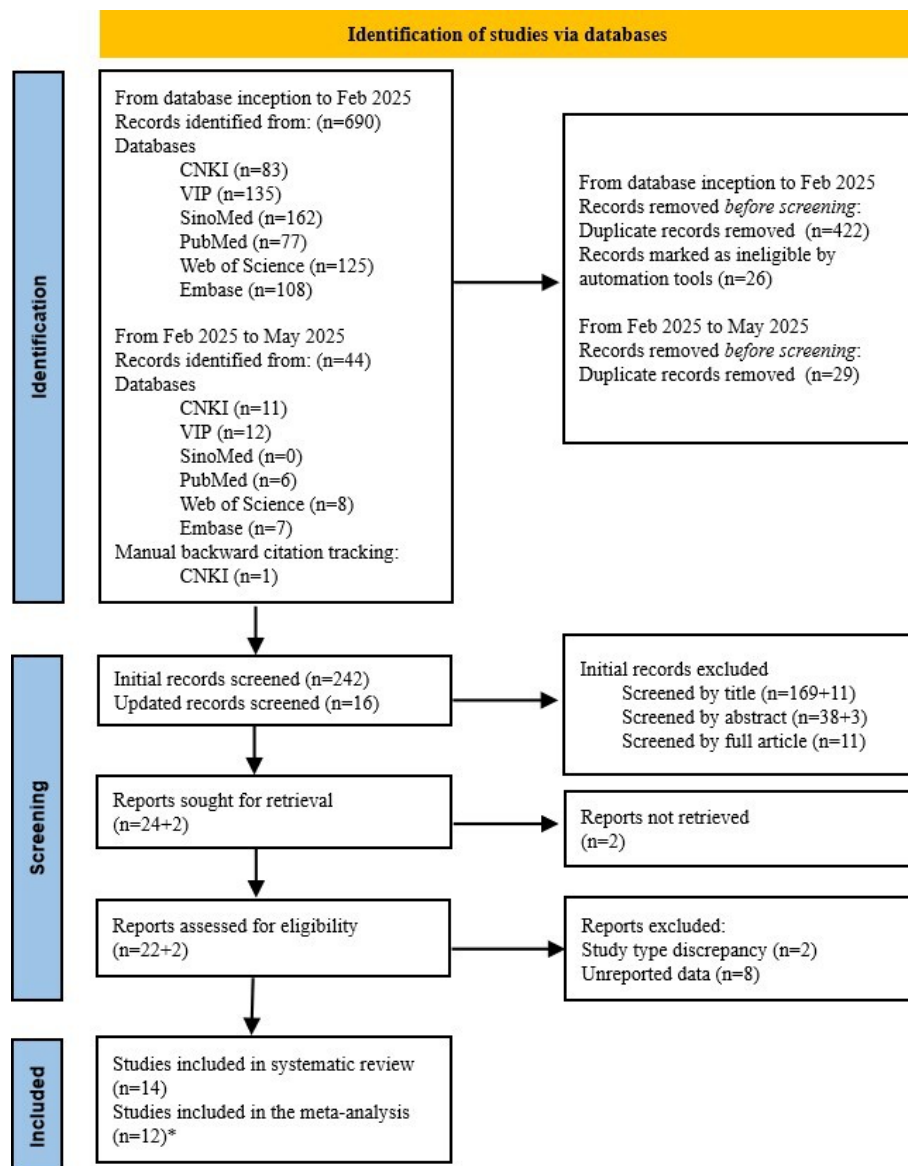 Identification of studies via databases
Identification
From database inception to Feb 2025
Records identified from: (n=690)
Databases
CNKI (n=83)
VIP (n=135)
SinoMed (n=162)
PubMed (n=77)
Web of Science (n=125)
Embase (n=108)
From Feb 2025 to May 2025
Records identified from: (n=44)
Databases
CNKI (n=11)
VIP (n=12)
SinoMed (n=0)
PubMed (n=6)
Web of Science (n=8)
Embase (n=7)
Manual backward citation tracking:
CNKI (n=1)
From database inception to Feb 2025
Records removed before screening:
Duplicate records removed (n=422)
Records marked as ineligible by
automation tools (n=26)
From Feb 2025 to May 2025
Records removed before screening:
Duplicate records removed (n=29)
Screening
Initial records screened (n=242)
Updated records screened (n=16)
Initial records excluded
Screened by title (n=169+11)
Screened by abstract (n=38+3)
Screened by full article (n=11)
Reports sought for retrieval
(n=24+2)
Reports not retrieved
(n=2)
Reports assessed for eligibility
(n=22+2)
Reports excluded:
Study type discrepancy (n=2)
Unreported data (n=8)
Included
Studies included in systematic review
(n=14)
Studies included in the meta-analysis
(n=12)*